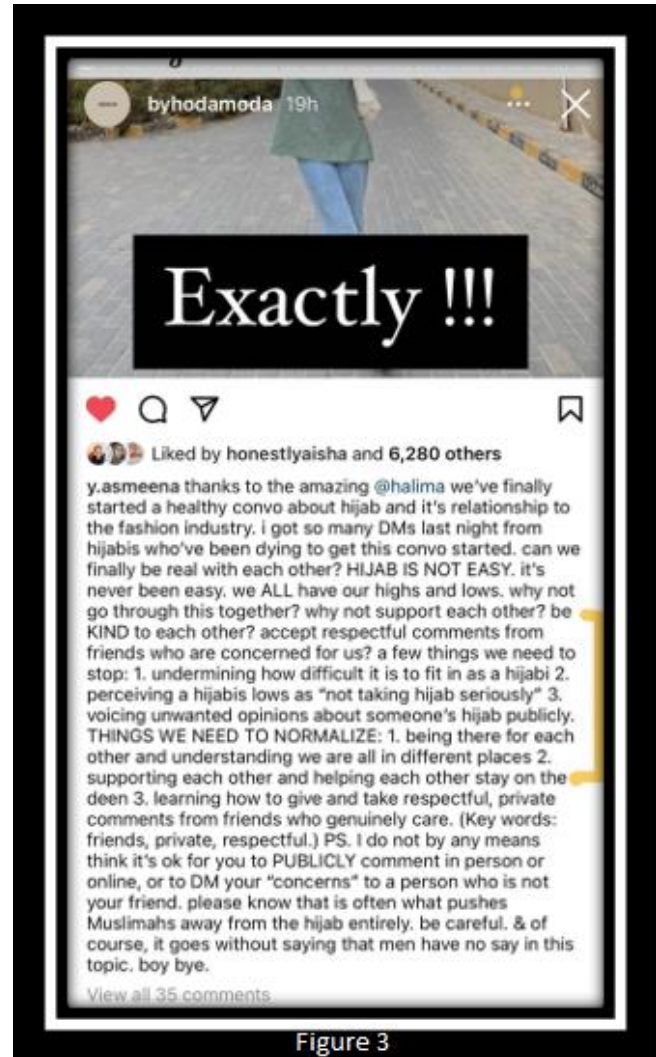 byhodamoda 19h
Exactly !!!
Liked by honestlyaisha and 6,280 others
y.asmeena thanks to the amazing @halima we've finally
started a healthy convo about hijab and it's relationship to
the fashion industry. i got so many DMs last night from
hijabis who've been dying to get this convo started. can we
finally be real with each other? HIJAB IS NOT EASY. it's
never been easy. we ALL have our highs and lows. why not
go through this together? why not support each other? be
KIND to each other? accept respectful comments from
friends who are concerned for us? a few things we need to
stop: 1. undermining how difficult it is to fit in as a hijabi 2.
perceiving a hijabis lows as “not taking hijab seriously” 3.
voicing unwanted opinions about someone's hijab publicly.
THINGS WE NEED TO NORMALIZE: 1. being there for each
other and understanding we are all in different places 2.
supporting each other and helping each other stay on the
deen 3. learning how to give and take respectful, private
comments from friends who genuinely care. (Key words:
friends, private, respectful.) PS. I do not by any means
think it's ok for you to PUBLICLY comment in person or
online, or to DM your “concerns” to a person who is not
your friend. please know that is often what pushes
Muslimahs away from the hijab entirely. be careful. & of
course, it goes without saying that men have no say in this
topic. boy bye.
View all 35 comments
Figure 3